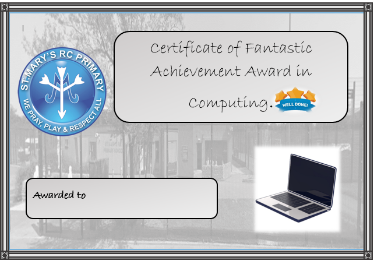 Certificate of Fantastic
Achievement Award in
Computing.
WELL DONE!
ST.MARY'S RC PRIMARY
WE PRAY, PLAY & RESPECT ALL
Awarded to